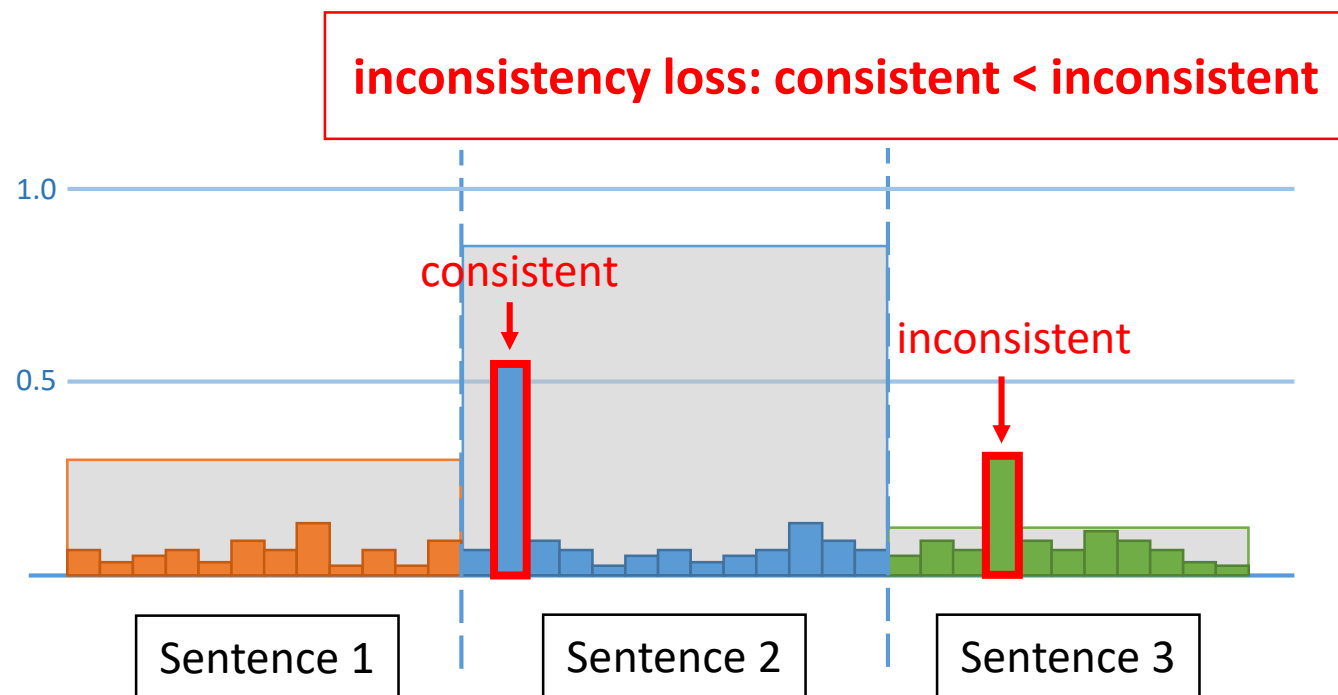 inconsistency loss: consistent < inconsistent
1.0
consistent
inconsistent
0.5
Sentence 1
Sentence 2
Sentence 3